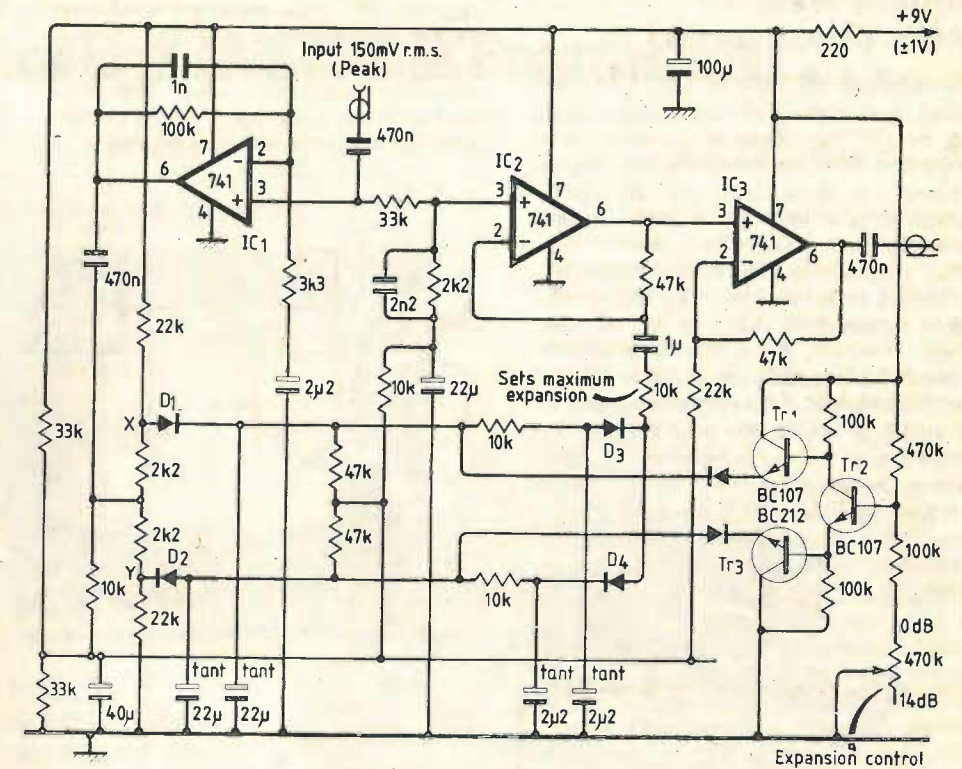 +9V
(±1V)
220
Input 150mV r.m.s.
(Peak)
1n
100k
100µ
470n
7
2
6
741
3
4
IC1
IC2
3
7
741
6
2
4
IC3
3
7
741
6
2
4
470n
33k
470n
3k3
2n2
2k2
47k
47k
22k
1µ
22k
2µ2
10k
22µ
Sets maximum
expansion
10k
100k
Tr1
470k
33k
X
D1
10k
D3
Tr2
2k2
47k
BC107
BC212
2k2
47k
BC107
Y
D2
D4
Tr3
100k
10k
10k
100k
22k
0dB
tant
tant
tant
tant
470k
33k
14dB
40µ
22µ
22µ
2µ2
2µ2
Expansion control